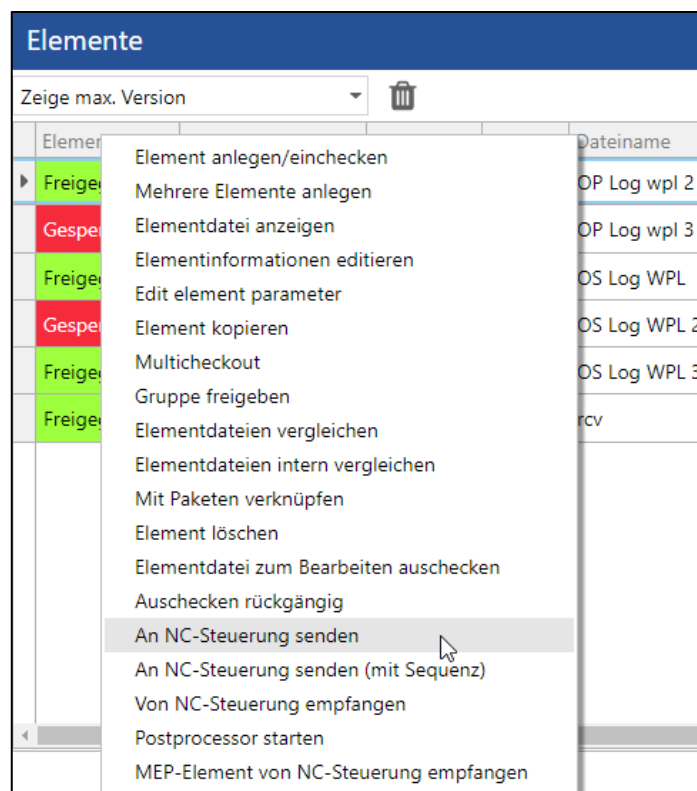 Elemente
Zeige max. Version
Dateiname
Element anlegen/einchecken
Mehrere Elemente anlegen
Elementdatei anzeigen
Elementinformationen editieren
Edit element parameter
Element kopieren
Multicheckout
Gruppe freigeben
Elementdateien vergleichen
Elementdateien intern vergleichen
Mit Paketen verknüpfen
Element löschen
Elementdatei zum Bearbeiten auschecken
Auschecken rückgängig
An NC-Steuerung senden
An NC-Steuerung senden (mit Sequenz)
Von NC-Steuerung empfangen
Postprocessor starten
MEP-Element von NC-Steuerung empfangen
OP Log wpl 2
OP Log wpl 3
OS Log WPL
OS Log WPL 2
OS Log WPL 3
rcv